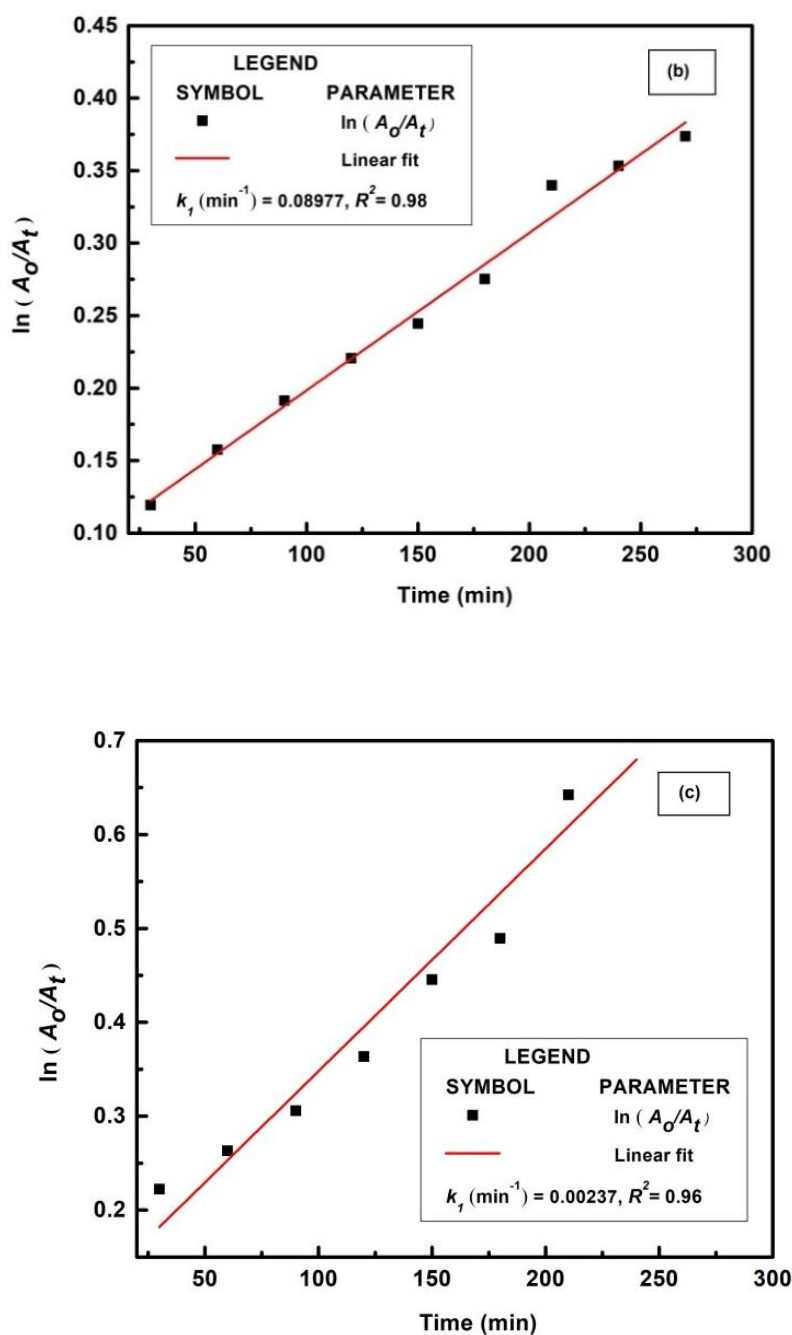 0.45
(b)
LEGEND
SYMBOL PARAMETER
ln ( Ao/At )
Linear fit
k1 (min-1) = 0.08977, R2= 0.98
0.40
0.35
0.30
0.25
0.20
0.15
0.10
ln ( Ao/At )
50 100 150 200 250 300
Time (min)
0.7
(c)
0.6
0.5
0.4
0.3
0.2
ln ( Ao/At )
LEGEND
SYMBOL PARAMETER
ln ( Ao/At )
Linear fit
k1 (min-1) = 0.00237, R2= 0.96
50 100 150 200 250 300
Time (min)